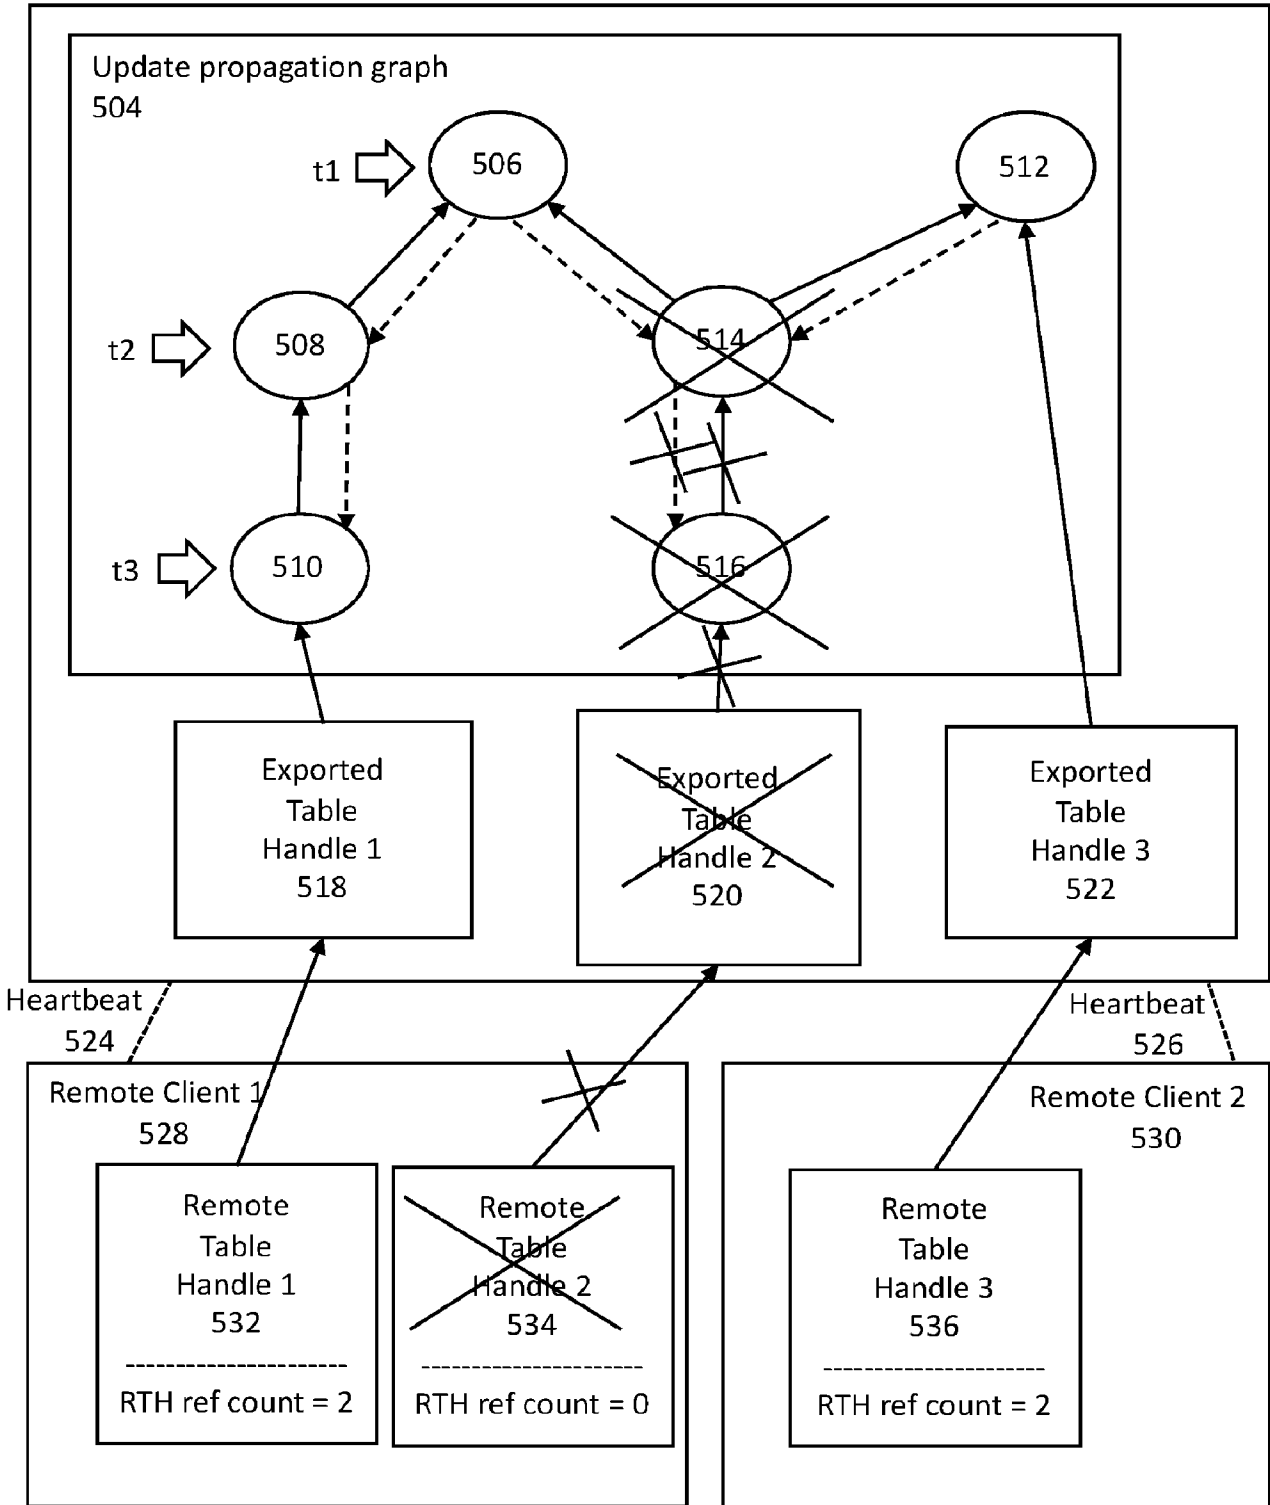 Update propagation graph
504
t1
506
512
t2
508
514
t3
510
516
Exported
Table
Handle 1
518
Exported
Table
Handle 2
520
Exported
Table
Handle 3
522
Heartbeat
524
Heartbeat
526
Remote Client 1
528
Remote Client 2
530
Remote
Table
Handle 1
532
----------------------
RTH ref count = 2
Remote
Table
Handle 2
534
----------------------
RTH ref count = 0
Remote
Table
Handle 3
536
----------------------
RTH ref count = 2